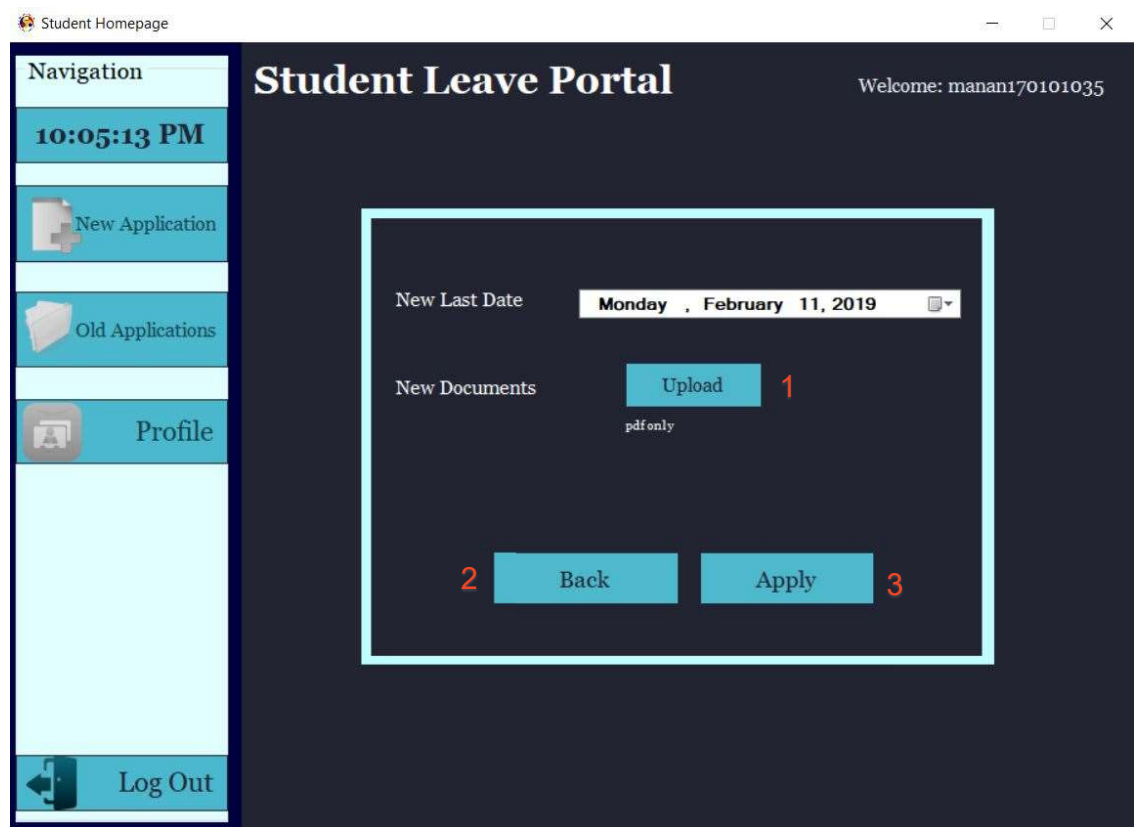 Student Homepage
Navigation
10:05:13 PM
New Application
Old Applications
Profile
Log Out
Student Leave Portal
Welcome: manan170101035
New Last Date
Monday , February 11, 2019
New Documents
Upload
1
pdf only
2
Back
Apply
3